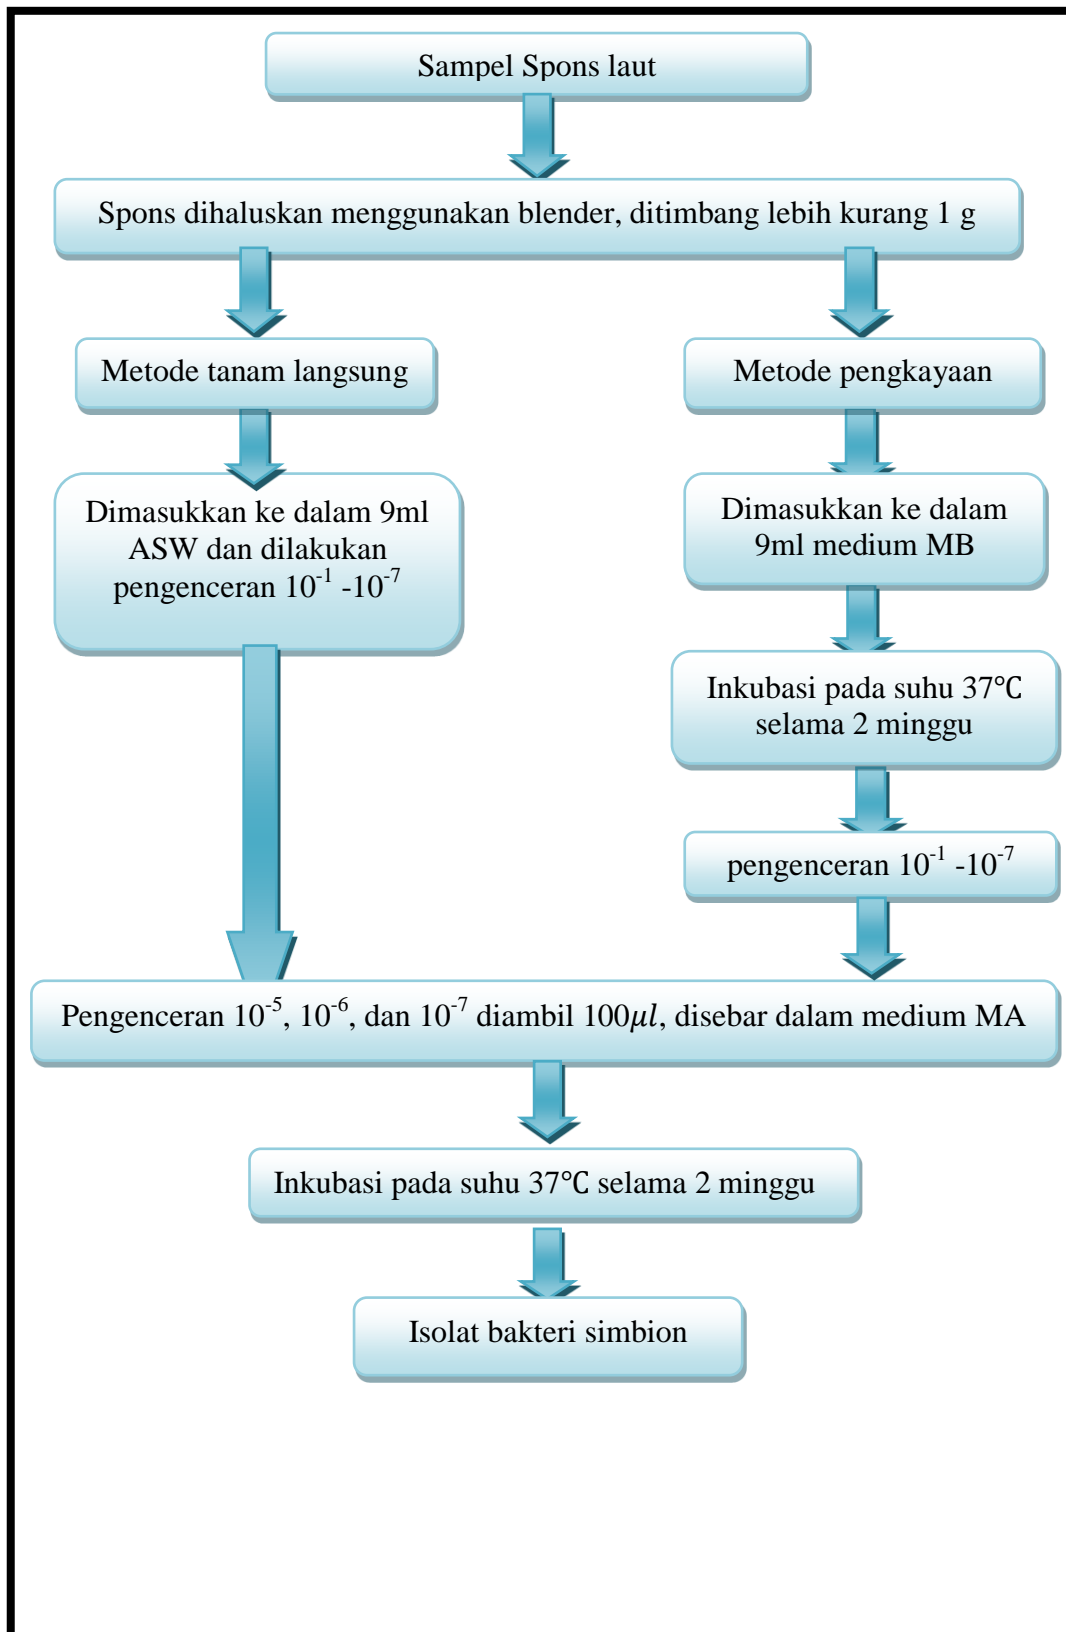 Sampel Spons laut
Spons dihaluskan menggunakan blender, ditimbang lebih kurang 1 g
Metode tanam langsung
Dimasukkan ke dalam 9ml
ASW dan dilakukan
pengenceran 10⁻¹ -10⁻⁷
Metode pengkayaan
Dimasukkan ke dalam
9ml medium MB
Inkubasi pada suhu 37℃
selama 2 minggu
pengenceran 10⁻¹ -10⁻⁷
Pengenceran 10⁻⁵, 10⁻⁶, dan 10⁻⁷ diambil 100𝜇𝑙, disebar dalam medium MA
Inkubasi pada suhu 37℃ selama 2 minggu
Isolat bakteri simbion